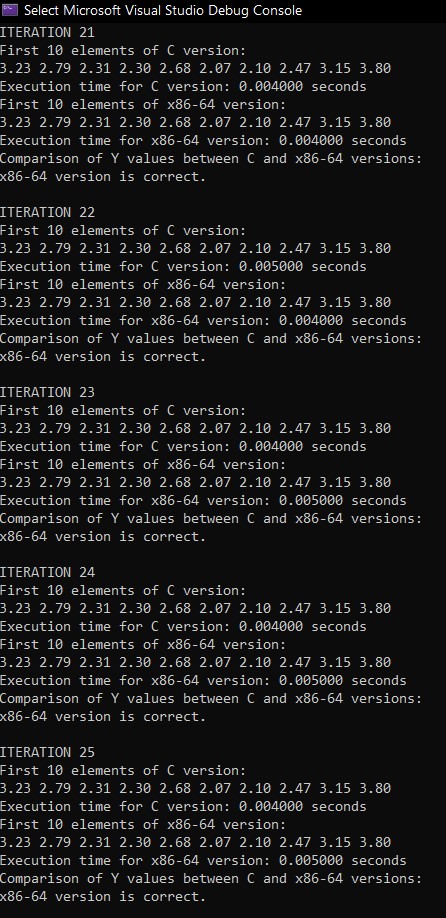 Select Microsoft Visual Studio Debug Console
ITERATION 21
First 10 elements of C version:
3.23 2.79 2.31 2.30 2.68 2.07 2.10 2.47 3.15 3.80
Execution time for C version: 0.004000 seconds
First 10 elements of x86-64 version:
3.23 2.79 2.31 2.30 2.68 2.07 2.10 2.47 3.15 3.80
Execution time for x86-64 version: 0.004000 seconds
Comparison of Y values between C and x86-64 versions:
x86-64 version is correct.
ITERATION 22
First 10 elements of C version:
3.23 2.79 2.31 2.30 2.68 2.07 2.10 2.47 3.15 3.80
Execution time for C version: 0.005000 seconds
First 10 elements of x86-64 version:
3.23 2.79 2.31 2.30 2.68 2.07 2.10 2.47 3.15 3.80
Execution time for x86-64 version: 0.004000 seconds
Comparison of Y values between C and x86-64 versions:
x86-64 version is correct.
ITERATION 23
First 10 elements of C version:
3.23 2.79 2.31 2.30 2.68 2.07 2.10 2.47 3.15 3.80
Execution time for C version: 0.004000 seconds
First 10 elements of x86-64 version:
3.23 2.79 2.31 2.30 2.68 2.07 2.10 2.47 3.15 3.80
Execution time for x86-64 version: 0.005000 seconds
Comparison of Y values between C and x86-64 versions:
x86-64 version is correct.
ITERATION 24
First 10 elements of C version:
3.23 2.79 2.31 2.30 2.68 2.07 2.10 2.47 3.15 3.80
Execution time for C version: 0.004000 seconds
First 10 elements of x86-64 version:
3.23 2.79 2.31 2.30 2.68 2.07 2.10 2.47 3.15 3.80
Execution time for x86-64 version: 0.005000 seconds
Comparison of Y values between C and x86-64 versions:
x86-64 version is correct.
ITERATION 25
First 10 elements of C version:
3.23 2.79 2.31 2.30 2.68 2.07 2.10 2.47 3.15 3.80
Execution time for C version: 0.004000 seconds
First 10 elements of x86-64 version:
3.23 2.79 2.31 2.30 2.68 2.07 2.10 2.47 3.15 3.80
Execution time for x86-64 version: 0.005000 seconds
Comparison of Y values between C and x86-64 versions:
x86-64 version is correct.